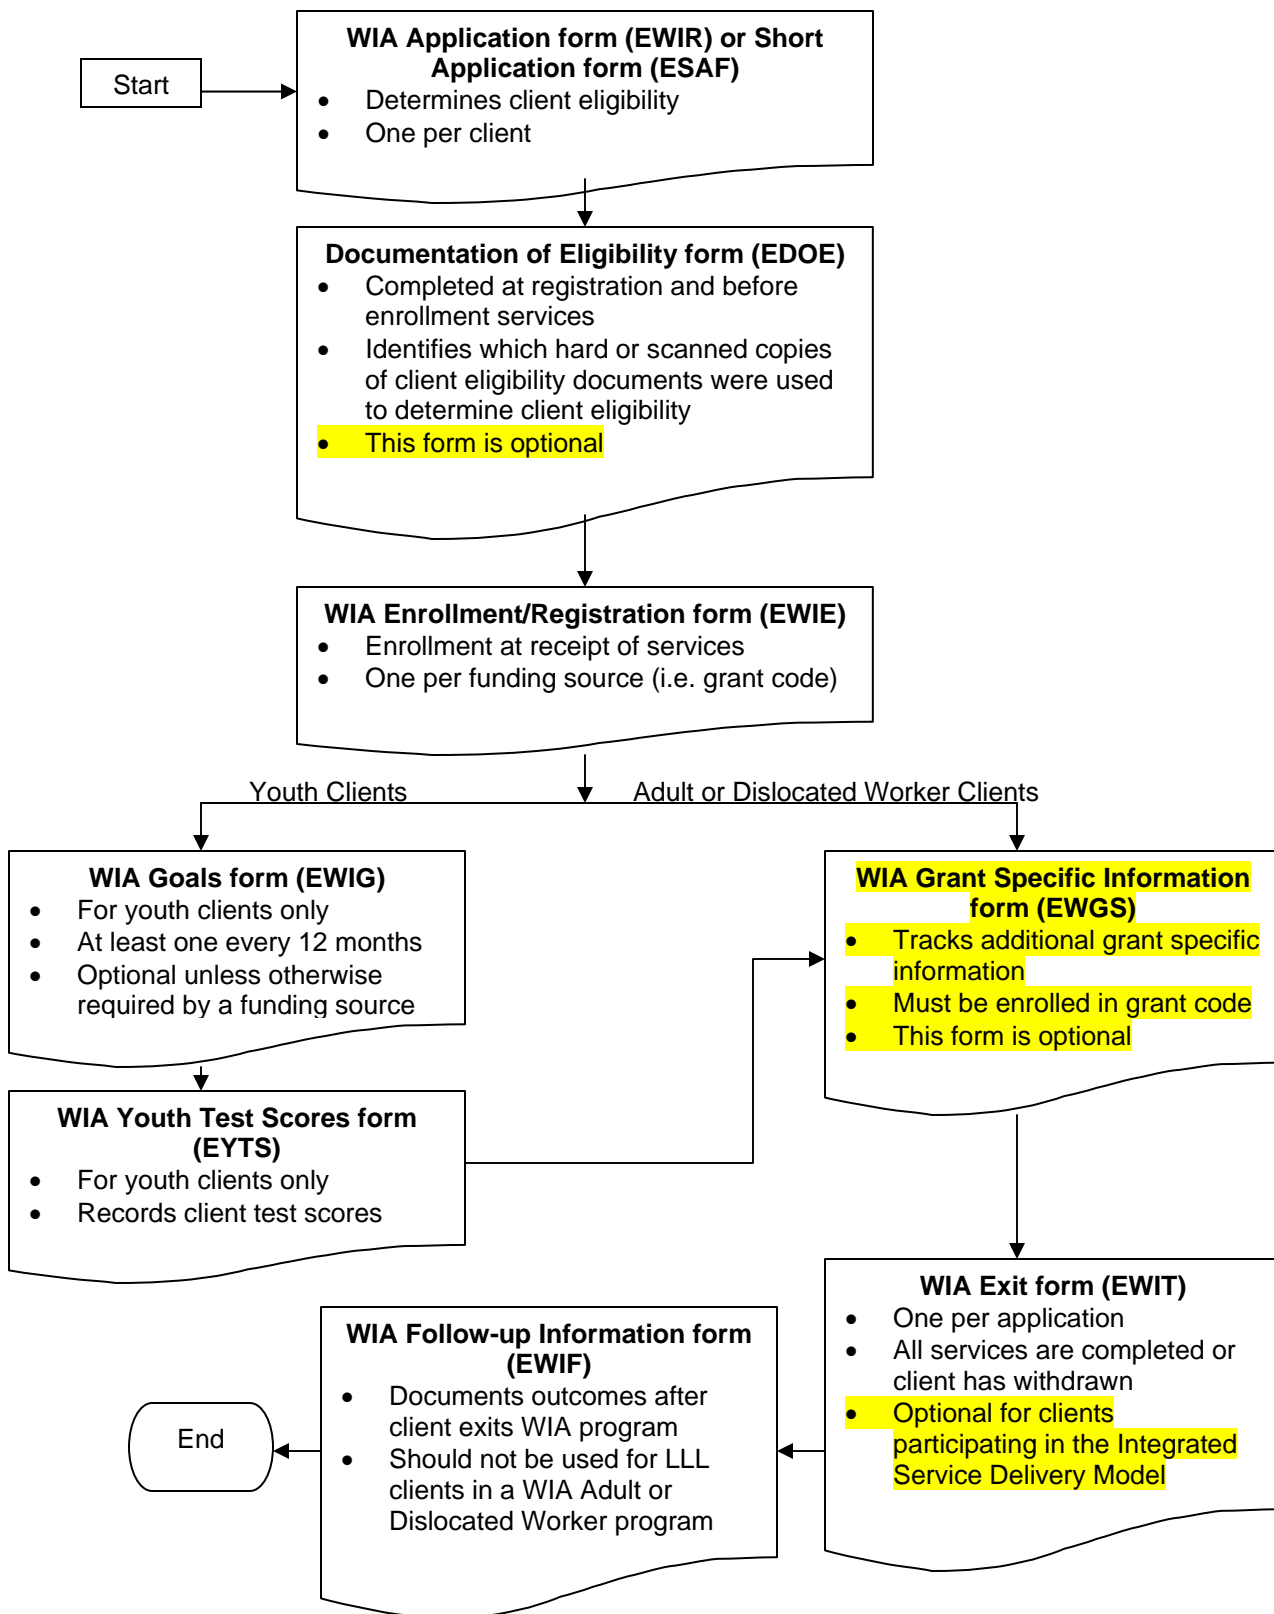 Start
WIA Application form (EWIR) or Short
Application form (ESAF)
• Determines client eligibility
• One per client
Documentation of Eligibility form (EDOE)
• Completed at registration and before
enrollment services
• Identifies which hard or scanned copies
of client eligibility documents were used
to determine client eligibility
• This form is optional
WIA Enrollment/Registration form (EWIE)
• Enrollment at receipt of services
• One per funding source (i.e. grant code)
Youth Clients
Adult or Dislocated Worker Clients
WIA Goals form (EWIG)
• For youth clients only
• At least one every 12 months
• Optional unless otherwise
required by a funding source
WIA Grant Specific Information
form (EWGS)
• Tracks additional grant specific
information
• Must be enrolled in grant code
• This form is optional
WIA Youth Test Scores form
(EYTS)
• For youth clients only
• Records client test scores
WIA Exit form (EWIT)
• One per application
• All services are completed or
client has withdrawn
• Optional for clients
participating in the Integrated
Service Delivery Model
WIA Follow-up Information form
(EWIF)
• Documents outcomes after
client exits WIA program
• Should not be used for LLL
clients in a WIA Adult or
Dislocated Worker program
End